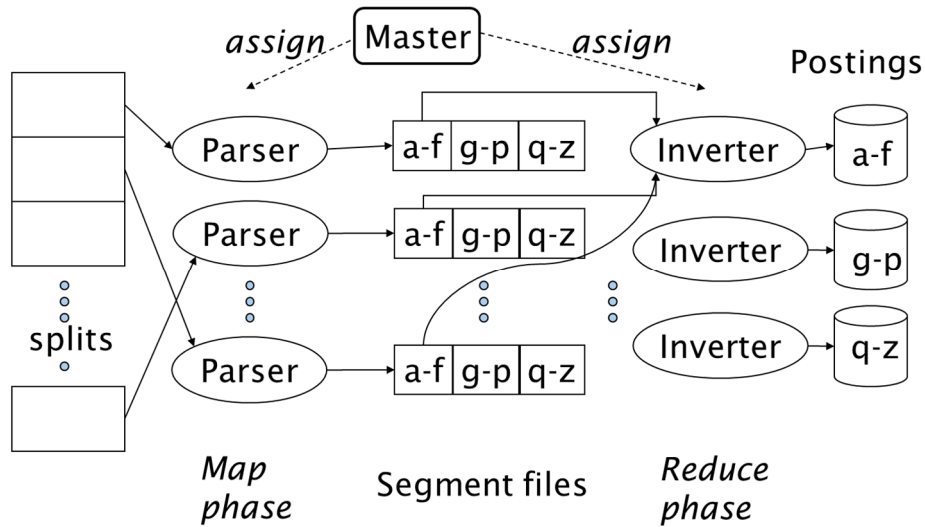 assign
Master
assign
Postings
Parser
a-f g-p q-z
Inverter
a-f
Parser
a-f g-p q-z
Inverter
g-p
splits
Parser
a-f g-p q-z
Inverter
q-z
Map
phase
Segment files
Reduce
phase